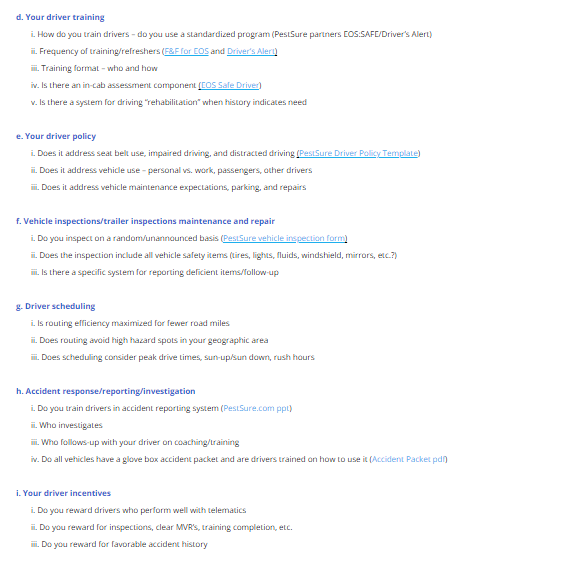 d. Your driver training
i. How do you train drivers – do you use a standardized program (PestSure partners EOS:SAFE/Driver's Alert)
ii. Frequency of training/refreshers (F&F for EOS and Driver's Alert)
iii. Training format – who and how
iv. Is there an in-cab assessment component (EOS Safe Driver)
v. Is there a system for driving "rehabilitation" when history indicates need
e. Your driver policy
i. Does it address seat belt use, impaired driving, and distracted driving (PestSure Driver Policy Template)
ii. Does it address vehicle use – personal vs. work, passengers, other drivers
iii. Does it address vehicle maintenance expectations, parking, and repairs
f. Vehicle inspections/trailer inspections maintenance and repair
i. Do you inspect on a random/unannounced basis (PestSure vehicle inspection form)
ii. Does the inspection include all vehicle safety items (tires, lights, fluids, windshield, mirrors, etc.?)
iii. Is there a specific system for reporting deficient items/follow-up
g. Driver scheduling
i. Is routing efficiency maximized for fewer road miles
ii. Does routing avoid high hazard spots in your geographic area
iii. Does scheduling consider peak drive times, sun-up/sun down, rush hours
h. Accident response/reporting/investigation
i. Do you train drivers in accident reporting system (PestSure.com ppt)
ii. Who investigates
iii. Who follows-up with your driver on coaching/training
iv. Do all vehicles have a glove box accident packet and are drivers trained on how to use it (Accident Packet pdf)
i. Your driver incentives
i. Do you reward drivers who perform well with telematics
ii. Do you reward for inspections, clear MVR's, training completion, etc.
iii. Do you reward for favorable accident history